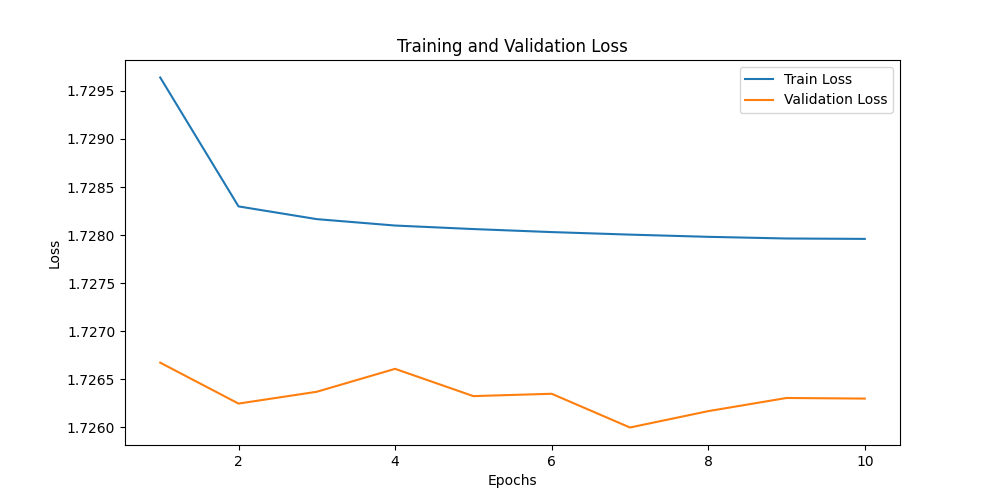 Training and Validation Loss
Train Loss
Validation Loss
1.7295
1.7290
1.7285
1.7280
1.7275
1.7270
1.7265
1.7260
Loss
2 4 6 8 10
Epochs